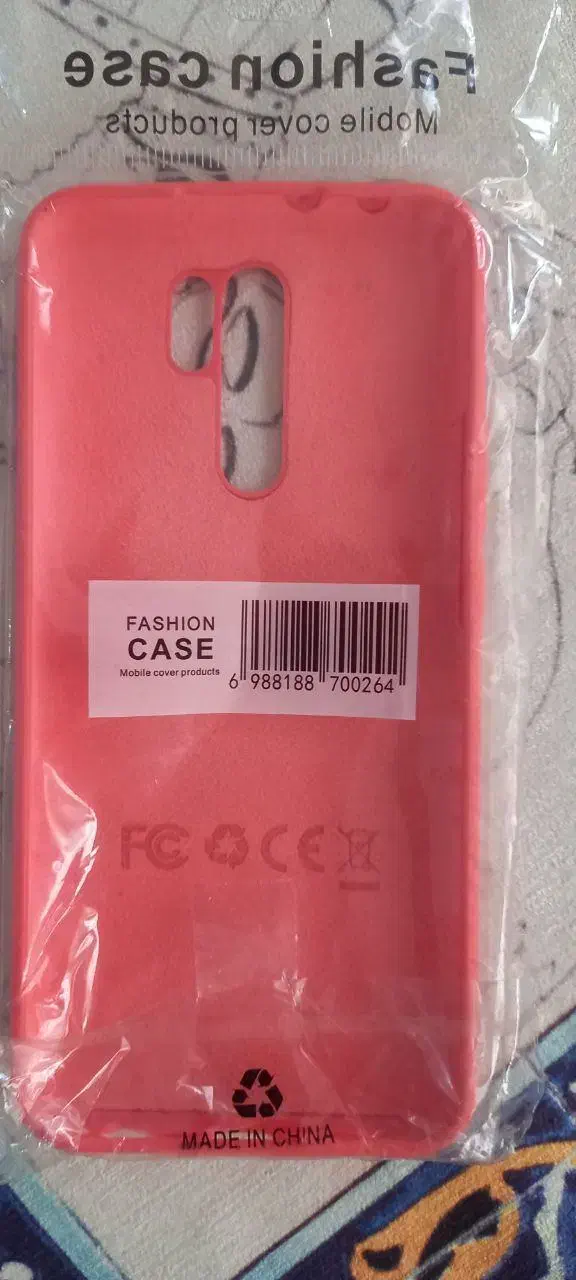 Fashion case
Mobile cover products
FASHION
CASE
Mobile cover products
6 988188 700264
FC CE
MADE IN CHINA